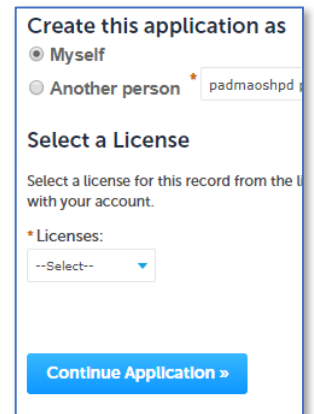 Create this application as
Myself
Another person * padmaoshpd
Select a License
Select a license for this record from the
with your account.
* Licenses:
--Select--
Continue Application »